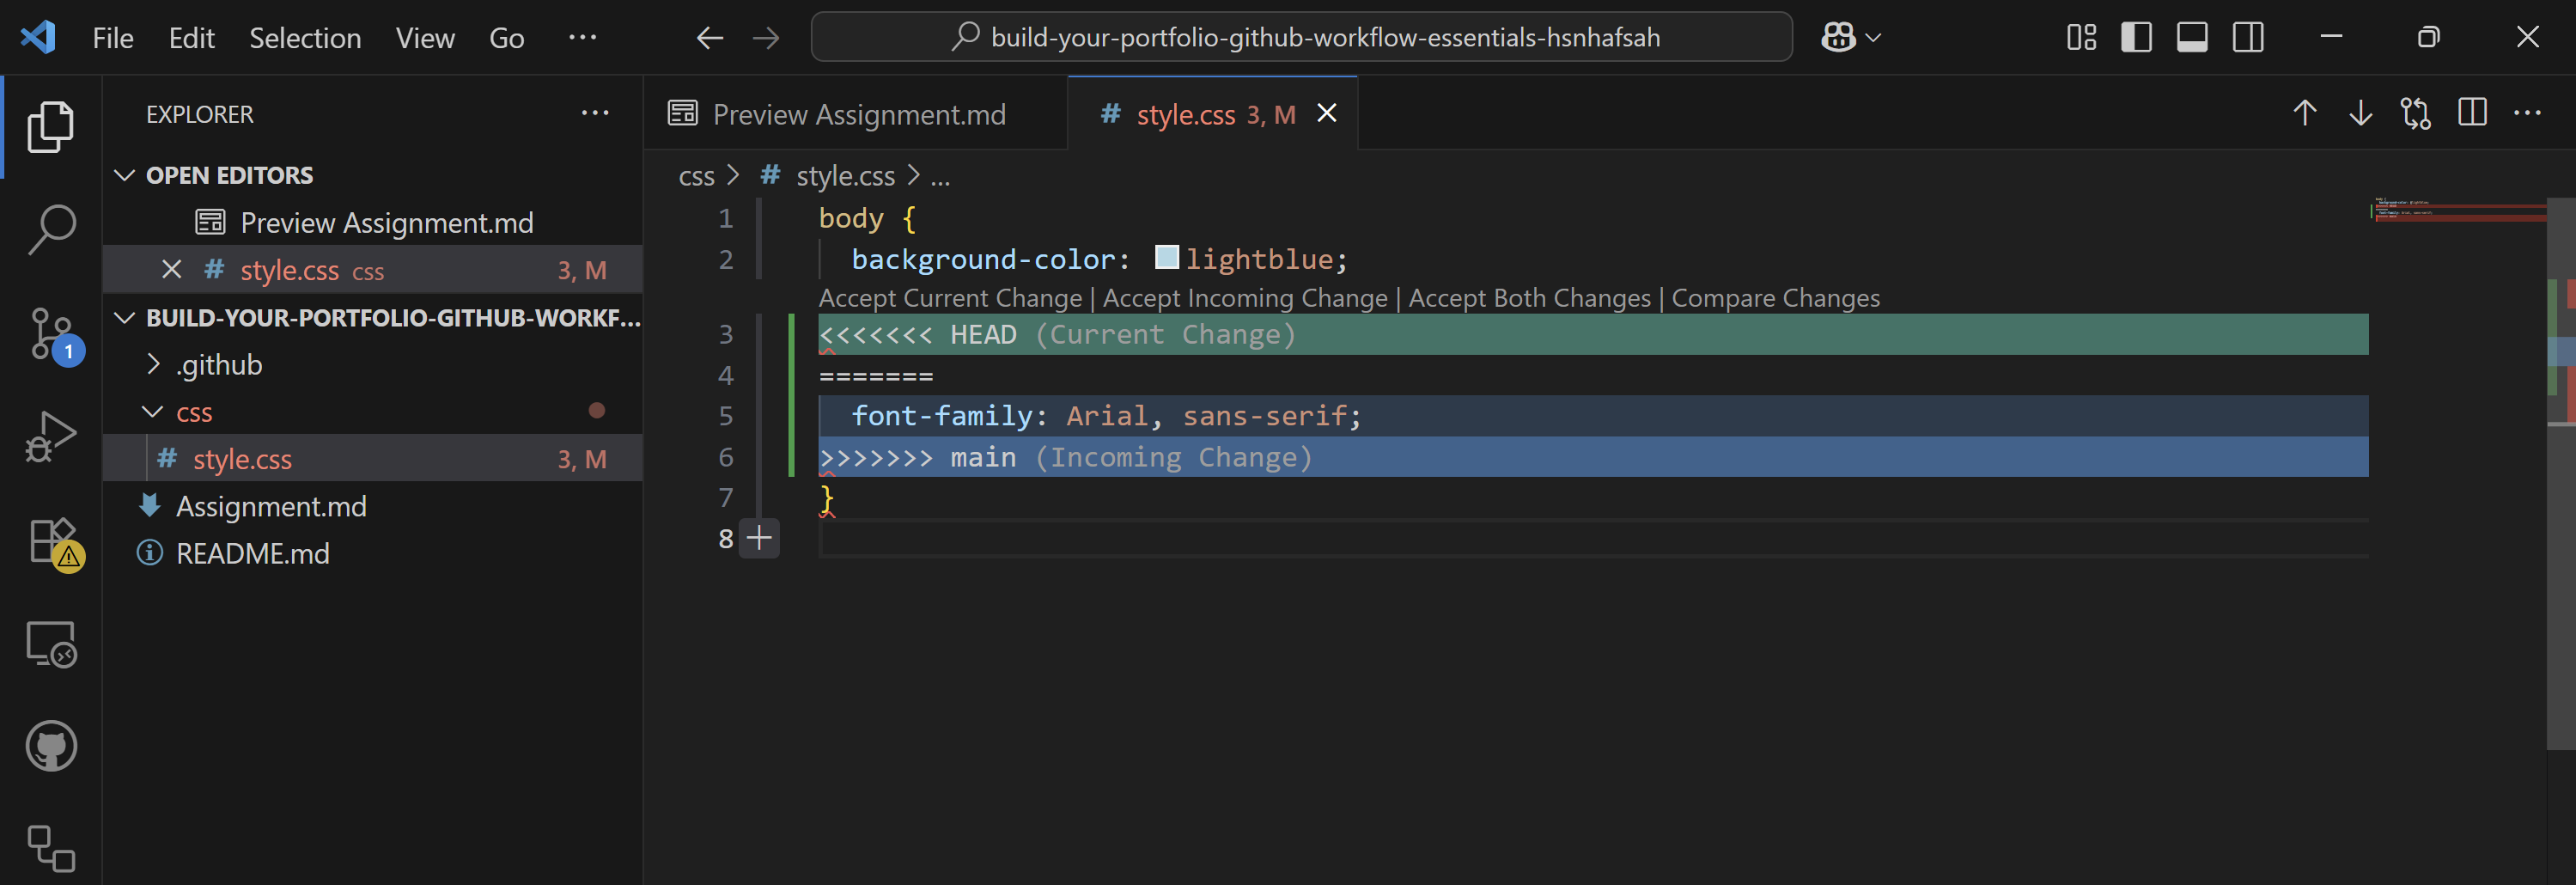 File Edit Selection View Go ···
build-your-portfolio-github-workflow-essentials-hsnhafsah
EXPLORER ···
OPEN EDITORS
Preview Assignment.md
# style.css css 3, M
BUILD-YOUR-PORTFOLIO-GITHUB-WORKF...
.github
css
# style.css 3, M
Assignment.md
README.md
1
Preview Assignment.md
# style.css 3, M
css > # style.css > ...
1 body {
2   background-color: lightblue;
Accept Current Change | Accept Incoming Change | Accept Both Changes | Compare Changes
3 <<<<<<< HEAD (Current Change)
4 =======
5   font-family: Arial, sans-serif;
6 >>>>>>> main (Incoming Change)
7 }
8